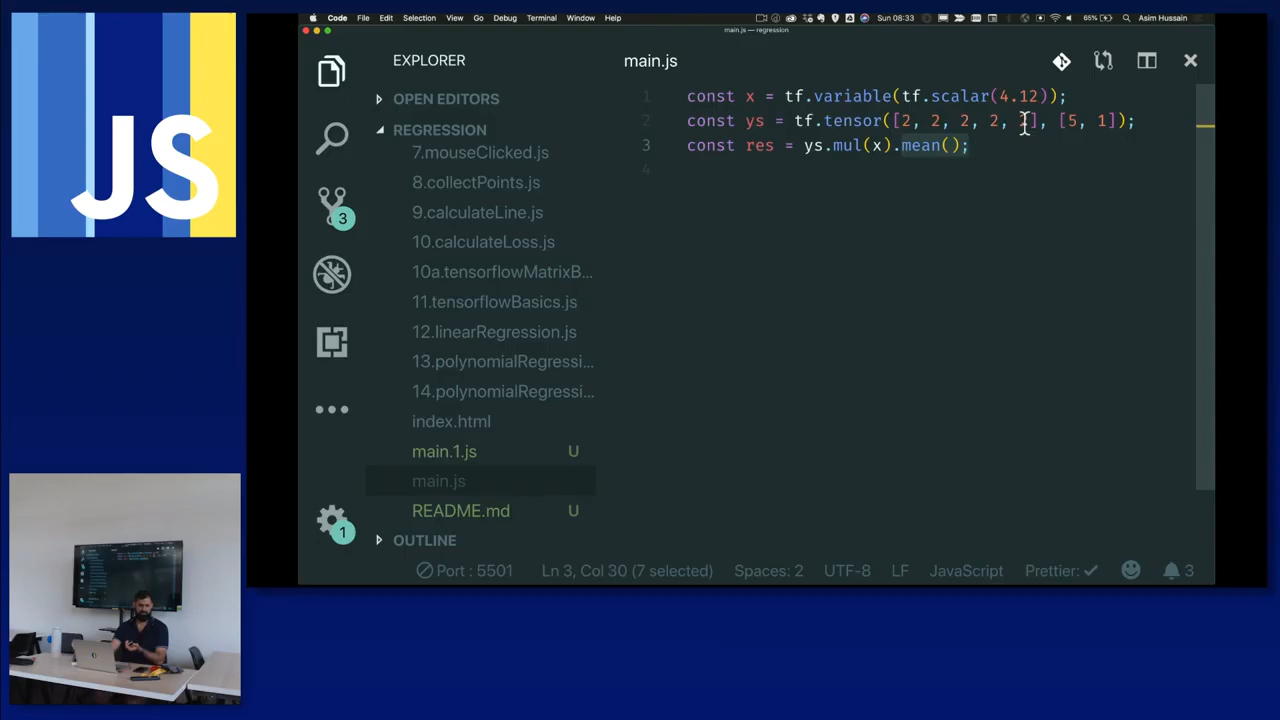 JS
Code File Edit Selection View Go Debug Terminal Window Help
Sun 08:33
65%
Asim Hussain
main.js — regression
EXPLORER
main.js
OPEN EDITORS
REGRESSION
7.mouseClicked.js
8.collectPoints.js
9.calculateLine.js
10.calculateLoss.js
10a.tensorflowMatrixB...
11.tensorflowBasics.js
12.linearRegression.js
13.polynomialRegressi...
14.polynomialRegressi...
index.html
main.1.js U
main.js
README.md U
OUTLINE
3
1
1 const x = tf.variable(tf.scalar(4.12));
2 const ys = tf.tensor([2, 2, 2, 2, 2], [5, 1]);
3 const res = ys.mul(x).mean();
4
Port : 5501 Ln 3, Col 30 (7 selected) Spaces: 2 UTF-8 LF JavaScript Prettier: ✓ 3